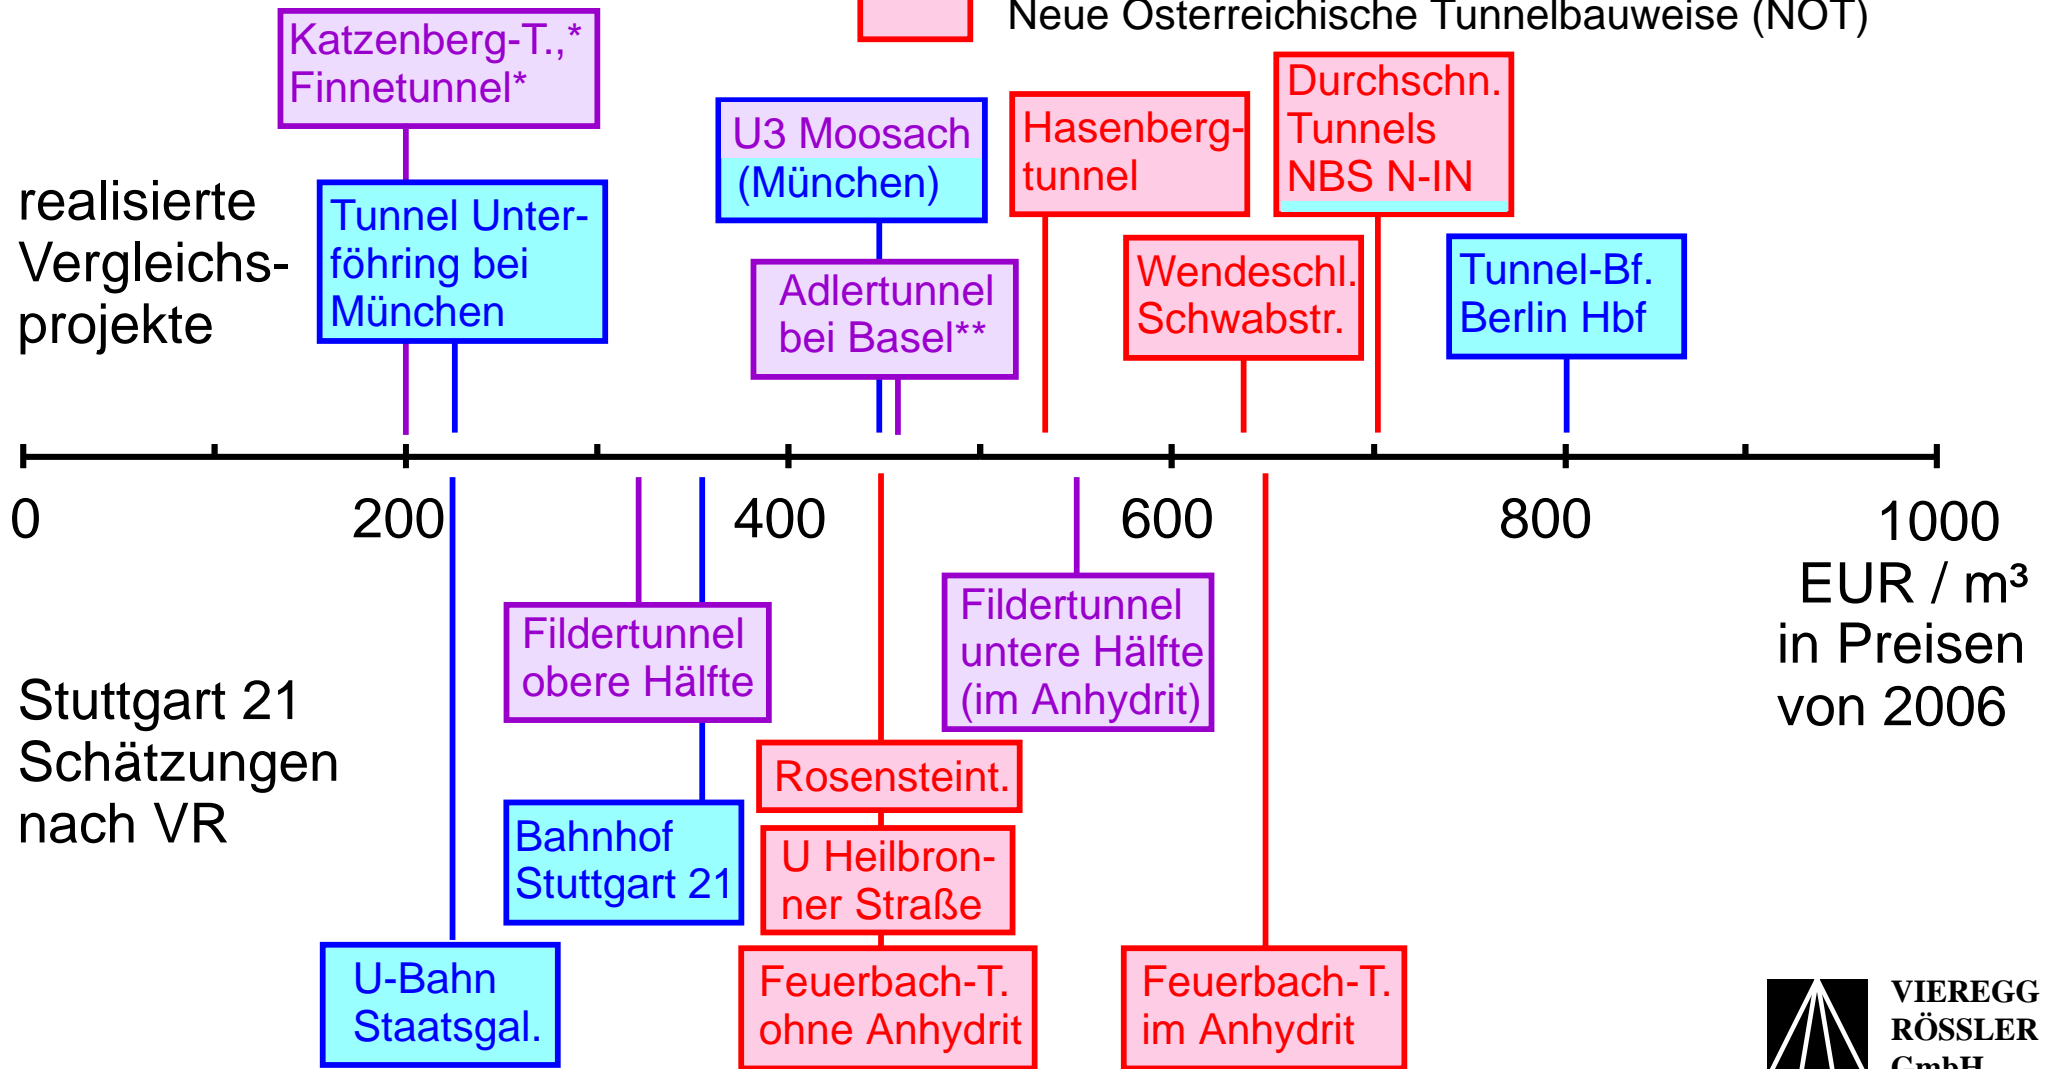 Neue Österreichische Tunnelbauweise (NÖT)
Katzenberg-T.,*
Finnetunnel*
realisierte
Vergleichs-
projekte
Tunnel Unter-
föhring bei
München
U3 Moosach
(München)
Adlertunnel
bei Basel**
Hasenberg-
tunnel
Wendeschl.
Schwabstr.
Durchschn.
Tunnels
NBS N-IN
Tunnel-Bf.
Berlin Hbf
0 200 400 600 800 1000
EUR / m³
in Preisen
von 2006
Stuttgart 21
Schätzungen
nach VR
Fildertunnel
obere Hälfte
Fildertunnel
untere Hälfte
(im Anhydrit)
Bahnhof
Stuttgart 21
Rosensteint.
U Heilbron-
ner Straße
U-Bahn
Staatsgal.
Feuerbach-T.
ohne Anhydrit
Feuerbach-T.
im Anhydrit
VIEREGG
RÖSSLER
GmbH